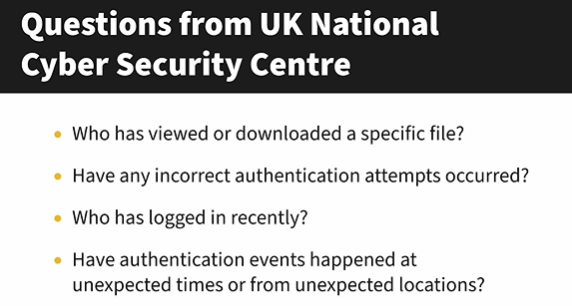 Questions from UK National
Cyber Security Centre
• Who has viewed or downloaded a specific file?
• Have any incorrect authentication attempts occurred?
• Who has logged in recently?
• Have authentication events happened at
unexpected times or from unexpected locations?